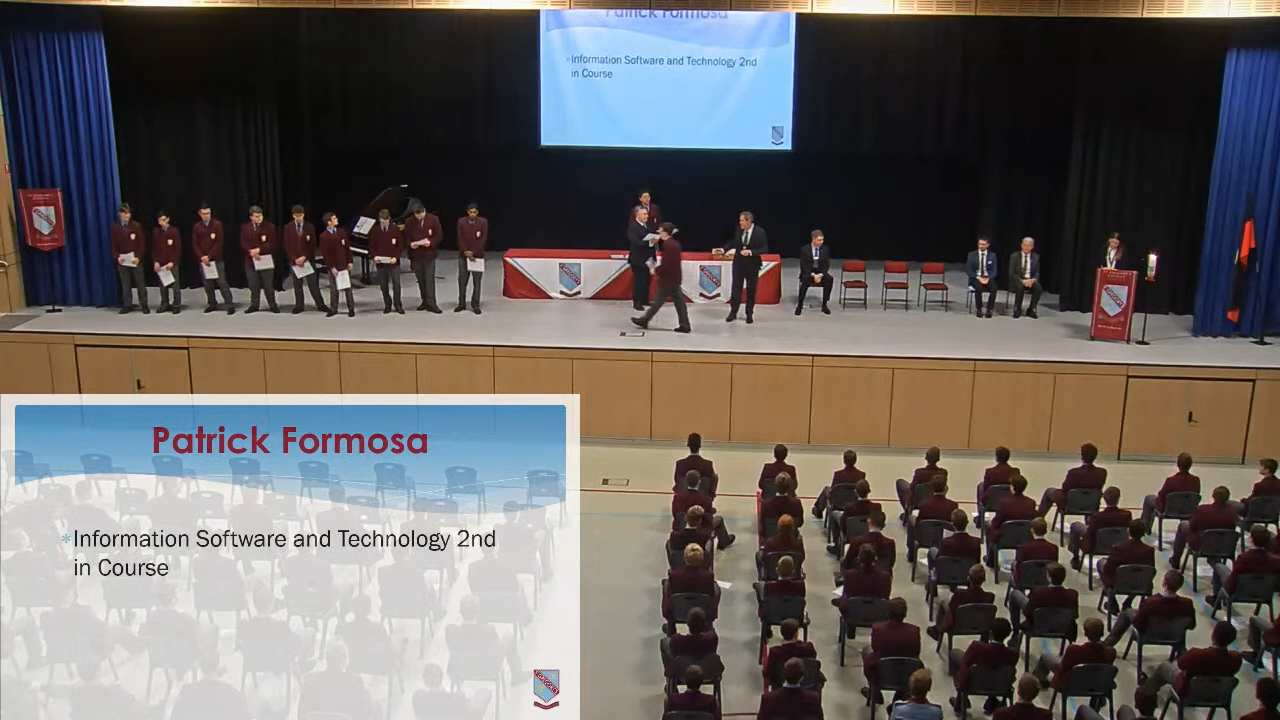 Patrick Formosa
Information Software and Technology 2nd
in Course
Patrick Formosa
*Information Software and Technology 2nd
in Course